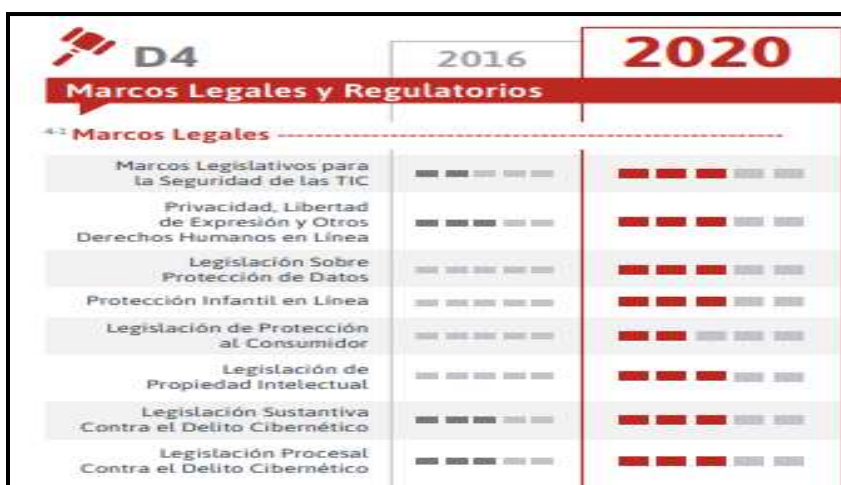 D4
2016
2020
Marcos Legales y Regulatorios
4-1 Marcos Legales
Marcos Legislativos para
la Seguridad de las TIC
Privacidad, Libertad
de Expresión y Otros
Derechos Humanos en Línea
Legislación Sobre
Protección de Datos
Protección Infantil en Línea
Legislación de Protección
al Consumidor
Legislación de
Propiedad Intelectual
Legislación Sustantiva
Contra el Delito Cibernético
Legislación Procesal
Contra el Delito Cibernético